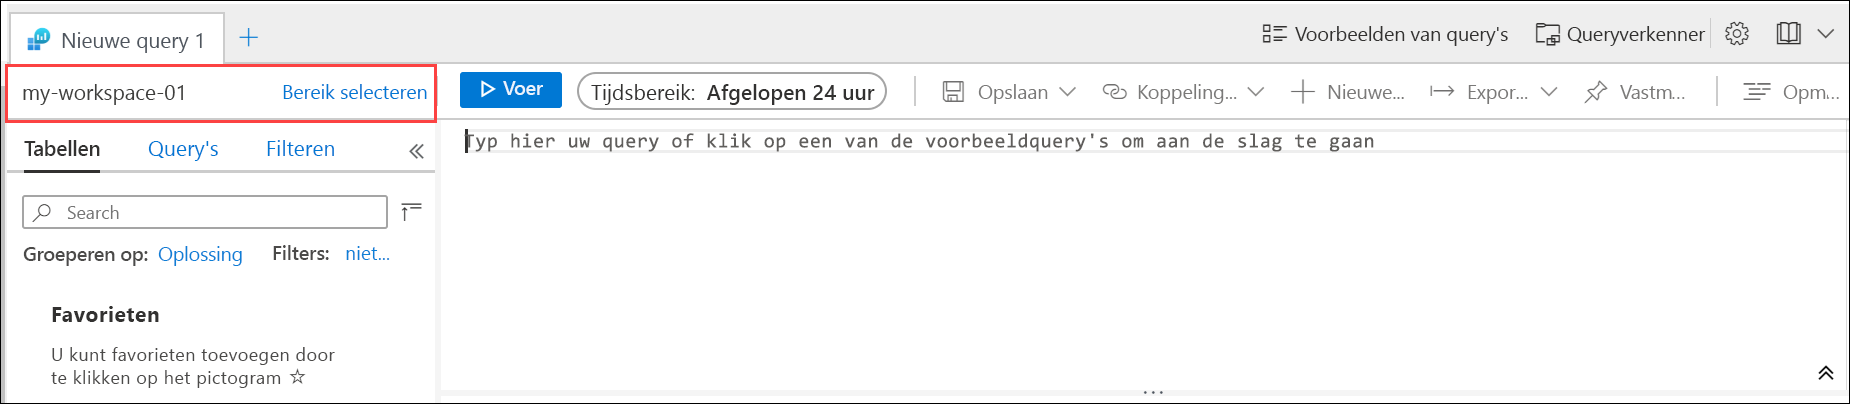 Nieuwe query 1
Voorbeelden van query's Queryverkenner
my-workspace-01 Bereik selecteren
Voer Tijdsbereik: Afgelopen 24 uur Opslaan Koppeling... Nieuwe... Expor... Vastm... Opm...
Tabellen Query's Filteren
Typ hier uw query of klik op een van de voorbeeldquery's om aan de slag te gaan
Search
Groeperen op: Oplossing Filters: niet...
Favorieten
U kunt favorieten toevoegen door
te klikken op het pictogram